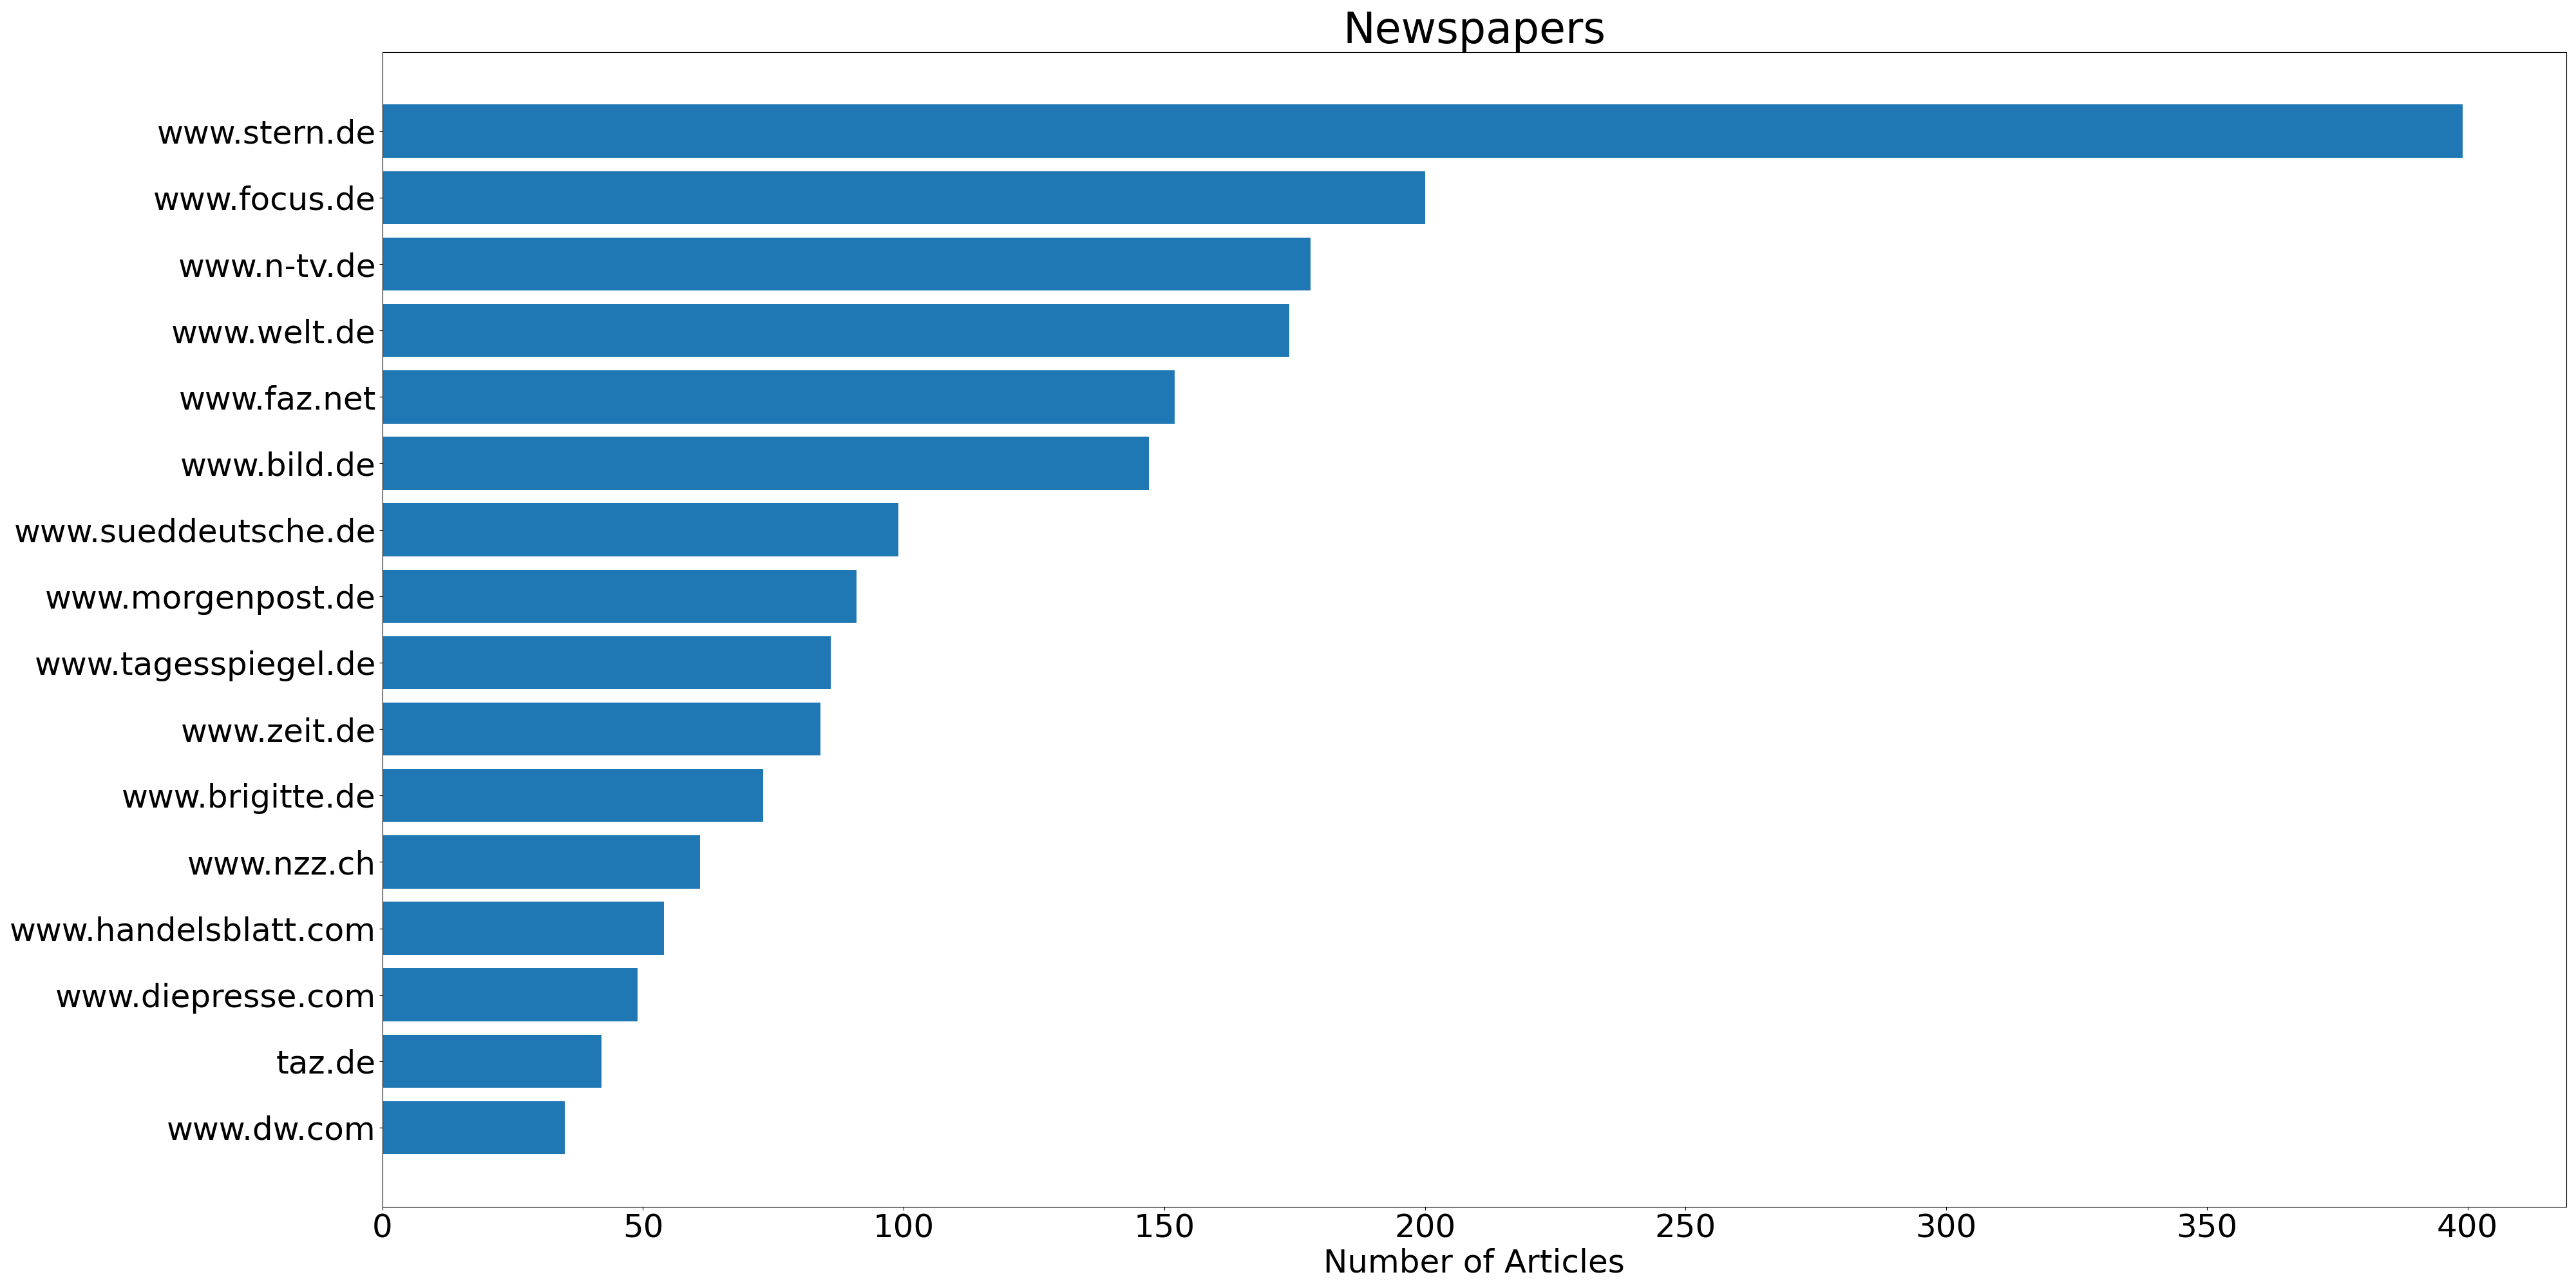 Newspapers
www.stern.de
www.focus.de
www.n-tv.de
www.welt.de
www.faz.net
www.bild.de
www.sueddeutsche.de
www.morgenpost.de
www.tagesspiegel.de
www.zeit.de
www.brigitte.de
www.nzz.ch
www.handelsblatt.com
www.diepresse.com
taz.de
www.dw.com
0 50 100 150 200 250 300 350 400
Number of Articles